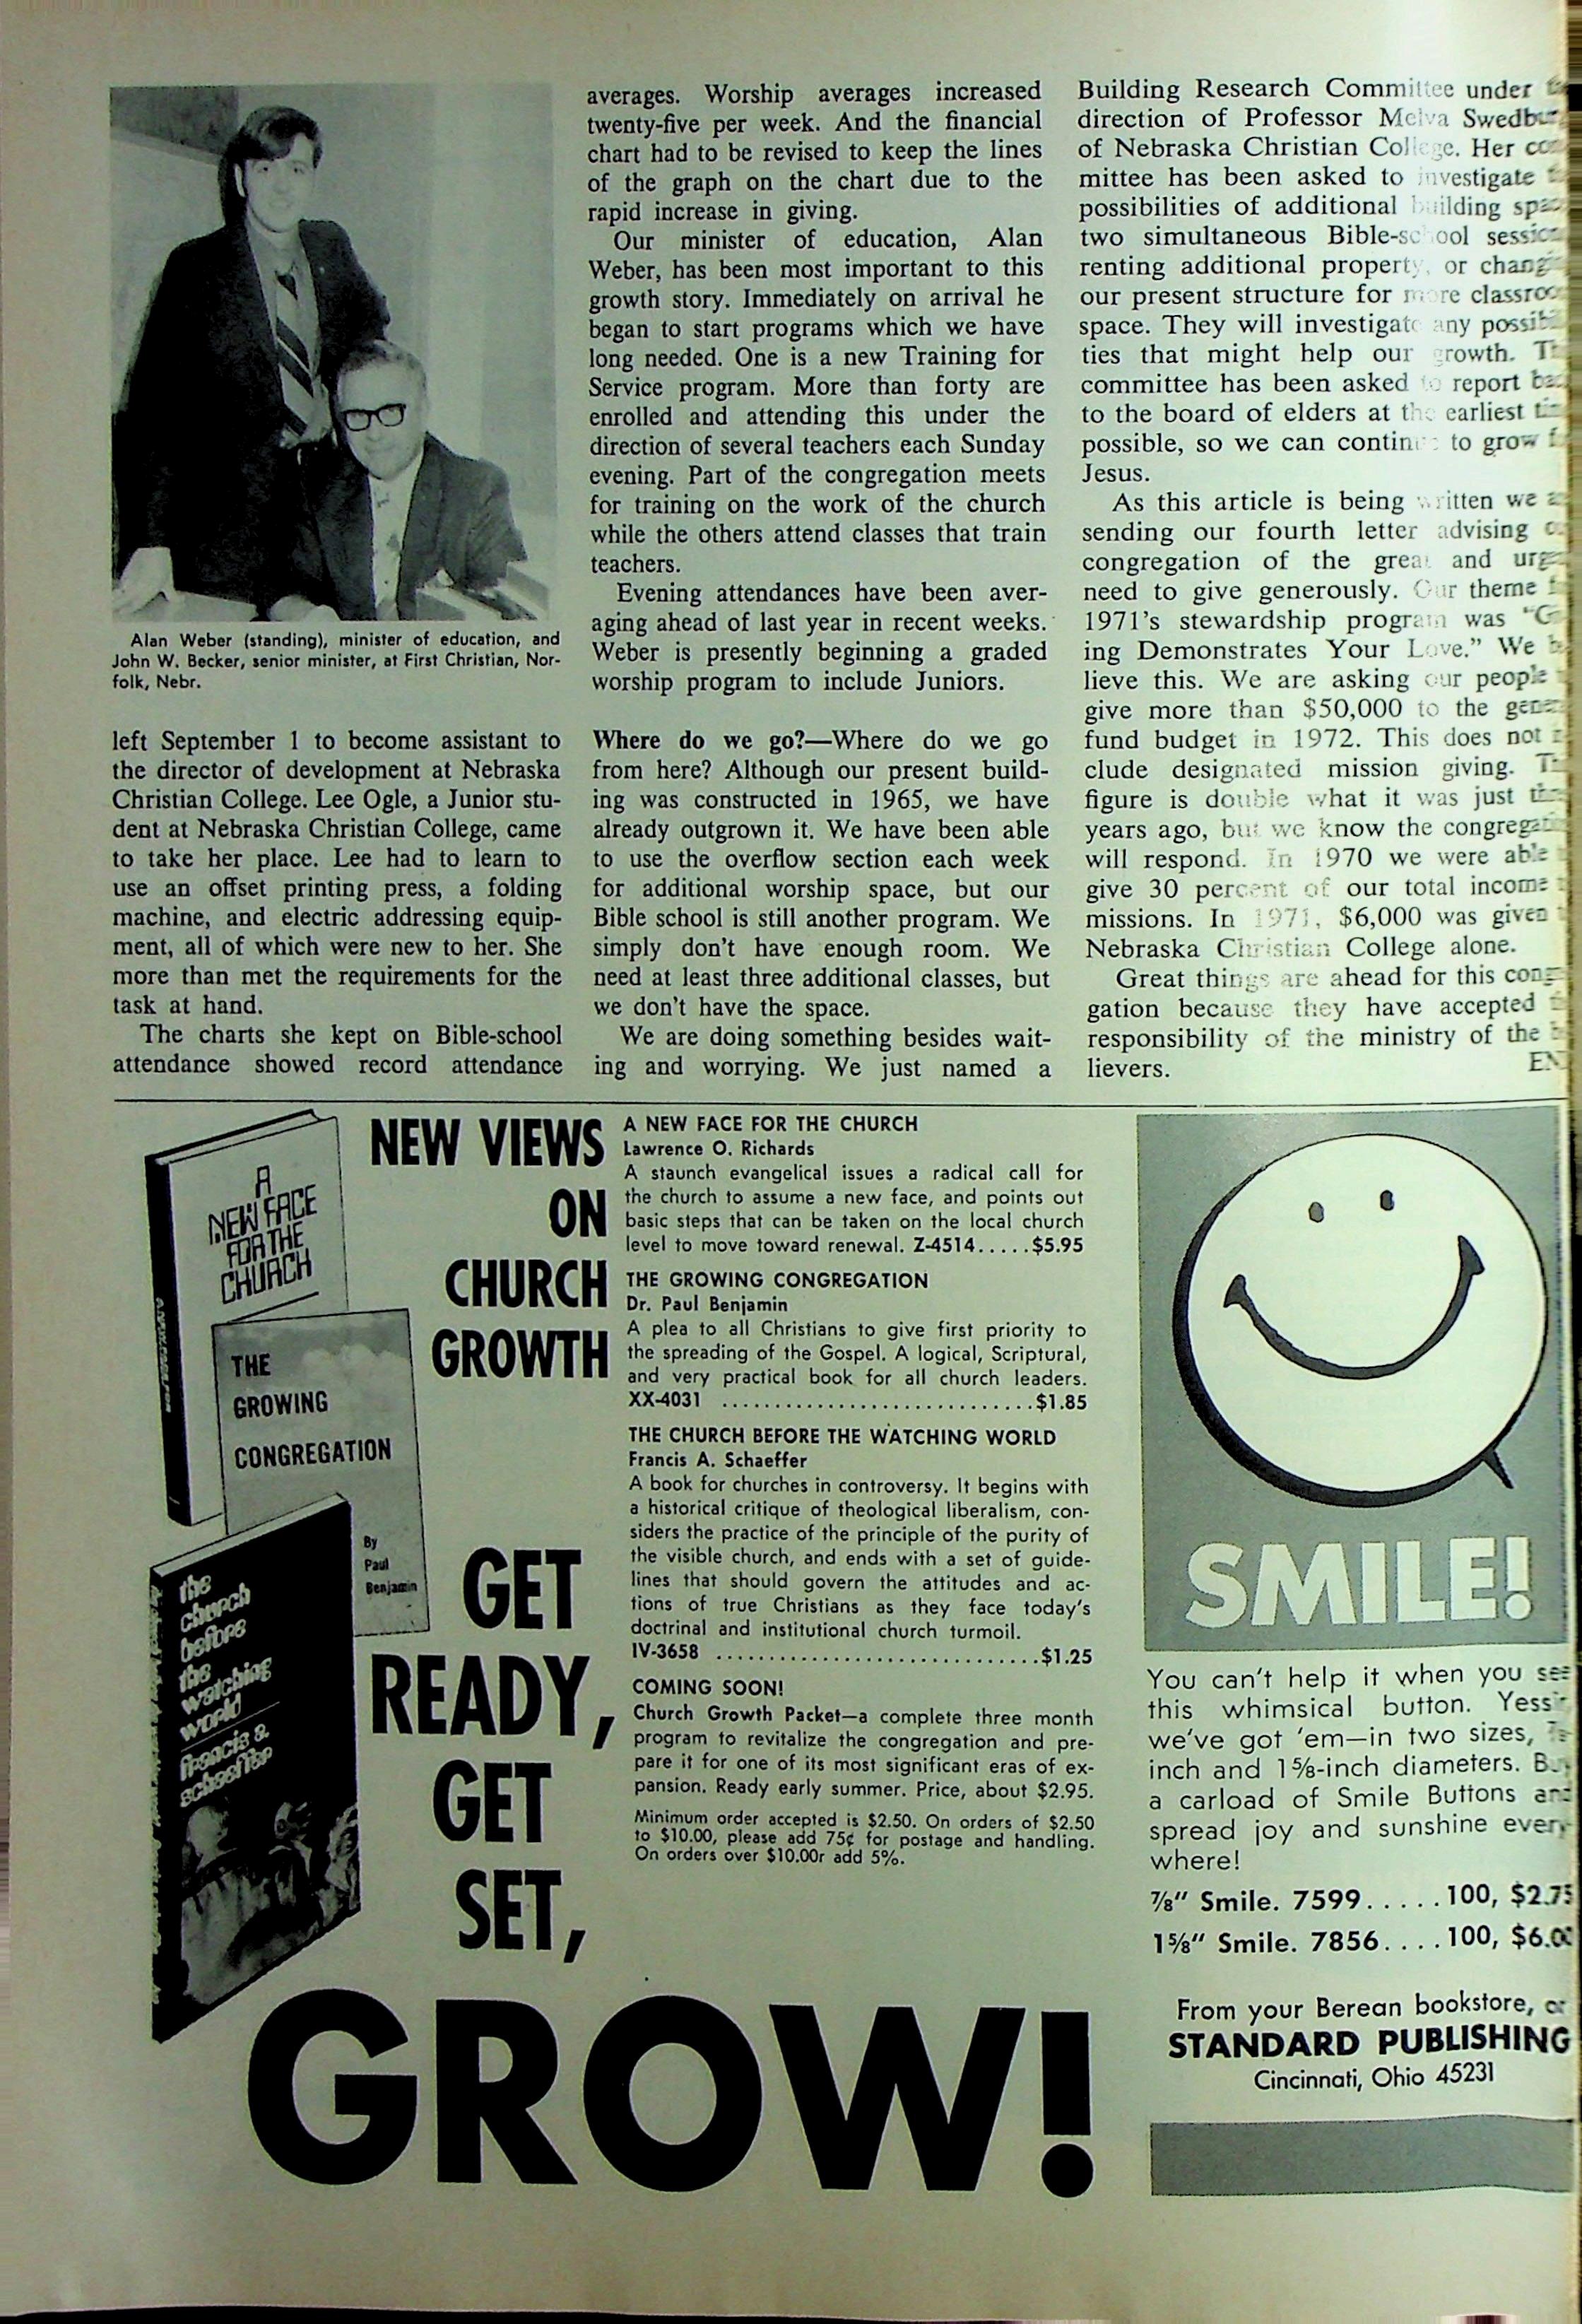 Alan Weber (standing), minister of education, and
John W. Becker, senior minister, at First Christian, Nor-
folk, Nebr.
left September 1 to become assistant to
the director of development at Nebraska
Christian College. Lee Ogle, a Junior stu-
dent at Nebraska Christian College, came
to take her place. Lee had to learn to
use an offset printing press, a folding
machine, and electric addressing equip-
ment, all of which were new to her. She
more than met the requirements for the
task at hand.
The charts she kept on Bible-school
attendance showed record attendance
averages. Worship averages increased
twenty-five per week. And the financial
chart had to be revised to keep the lines
of the graph on the chart due to the
rapid increase in giving.
Our minister of education, Alan
Weber, has been most important to this
growth story. Immediately on arrival he
began to start programs which we have
long needed. One is a new Training for
Service program. More than forty are
enrolled and attending this under the
direction of several teachers each Sunday
evening. Part of the congregation meets
for training on the work of the church
while the others attend classes that train
teachers.
Evening attendances have been aver-
aging ahead of last year in recent weeks.
Weber is presently beginning a graded
worship program to include Juniors.
Where do we go?—Where do we go
from here? Although our present build-
ing was constructed in 1965, we have
already outgrown it. We have been able
to use the overflow section each week
for additional worship space, but our
Bible school is still another program. We
simply don't have enough room. We
need at least three additional classes, but
we don't have the space.
We are doing something besides wait-
ing and worrying. We just named a
Building Research Committee under
direction of Professor Melva
of Nebraska Christian College. Her
mittee has been asked to investigate
possibilities of additional building
two simultaneous Bible-school
renting additional property, or
our present structure for more
space. They will investigate any
ties that might help our growth.
committee has been asked to report
to the board of elders at the earliest
possible, so we can continue to grow
Jesus.
As this article is being written we
sending our fourth letter advising
congregation of the great and
need to give generously. Our theme
1971's stewardship program was
ing Demonstrates Your Love." We
lieve this. We are asking our people
give more than $50,000 to the
fund budget in 1972. This does not
clude designated mission giving.
figure is double what it was just
years ago, but we know the
will respond. In 1970 we were able
give 30 percent of our total income
missions. In 1971, $6,000 was given
Nebraska Christian College alone.
Great things are ahead for this
gation because they have accepted
responsibility of the ministry of the
lievers.
A
NEW FACE
FOR THE
CHURCH
THE
GROWING
CONGREGATION
By
Paul
Benjamin
the
church
before
the
watching
world
francis a.
schaeffer
NEW VIEWS
ON
CHURCH
GROWTH
GET
READY,
GET
SET,
GROW!
A NEW FACE FOR THE CHURCH
Lawrence O. Richards
A staunch evangelical issues a radical call for
the church to assume a new face, and points out
basic steps that can be taken on the local church
level to move toward renewal. Z-4514.....$5.95
THE GROWING CONGREGATION
Dr. Paul Benjamin
A plea to all Christians to give first priority to
the spreading of the Gospel. A logical, Scriptural,
and very practical book for all church leaders.
XX-4031 .............................$1.85
THE CHURCH BEFORE THE WATCHING WORLD
Francis A. Schaeffer
A book for churches in controversy. It begins with
a historical critique of theological liberalism, con-
siders the practice of the principle of the purity of
the visible church, and ends with a set of guide-
lines that should govern the attitudes and ac-
tions of true Christians as they face today's
doctrinal and institutional church turmoil.
IV-3658 ..............................$1.25
COMING SOON!
Church Growth Packet—a complete three month
program to revitalize the congregation and pre-
pare it for one of its most significant eras of ex-
pansion. Ready early summer. Price, about $2.95.
Minimum order accepted is $2.50. On orders of $2.50
to $10.00, please add 75¢ for postage and handling.
On orders over $10.00r add 5%.
SMILE!
You can't help it when you see
this whimsical button. Yessir
we've got 'em—in two sizes,
inch and 1⅝-inch diameters. Buy
a carload of Smile Buttons and
spread joy and sunshine every-
where!
⅞" Smile. 7599.....100, $2.75
1⅝" Smile. 7856....100, $6.00
From your Berean bookstore, or
STANDARD PUBLISHING
Cincinnati, Ohio 45231